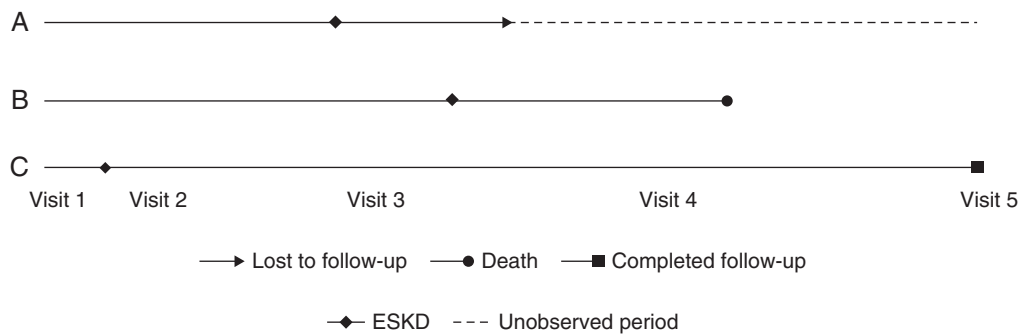 A
B
C
Visit 1 Visit 2 Visit 3 Visit 4 Visit 5
Lost to follow-up Death Completed follow-up
ESKD Unobserved period